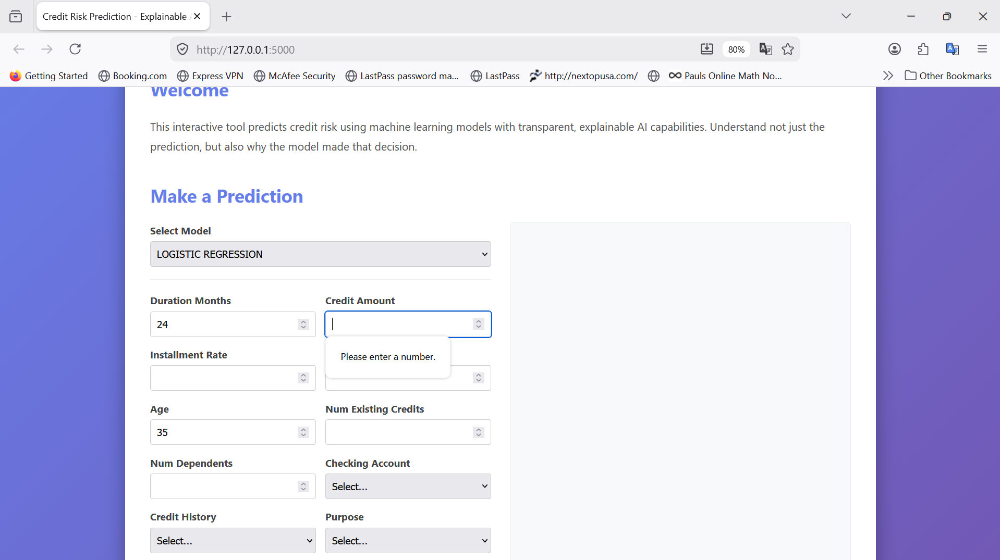 Credit Risk Prediction - Explainable
http://127.0.0.1:5000
80%
Getting Started
Booking.com
Express VPN
McAfee Security
LastPass password ma...
LastPass
http://nextopusa.com/
Pauls Online Math No...
Other Bookmarks
Welcome
This interactive tool predicts credit risk using machine learning models with transparent, explainable AI capabilities. Understand not just the
prediction, but also why the model made that decision.
Make a Prediction
Select Model
LOGISTIC REGRESSION
Duration Months
Credit Amount
24
Please enter a number.
Installment Rate
Age
Num Existing Credits
35
Num Dependents
Checking Account
Select...
Credit History
Purpose
Select...
Select...